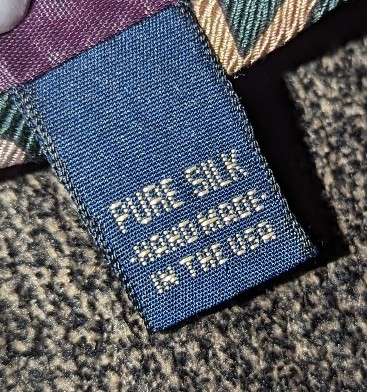 PURE SILK
·HAND MADE·
IN THE USA